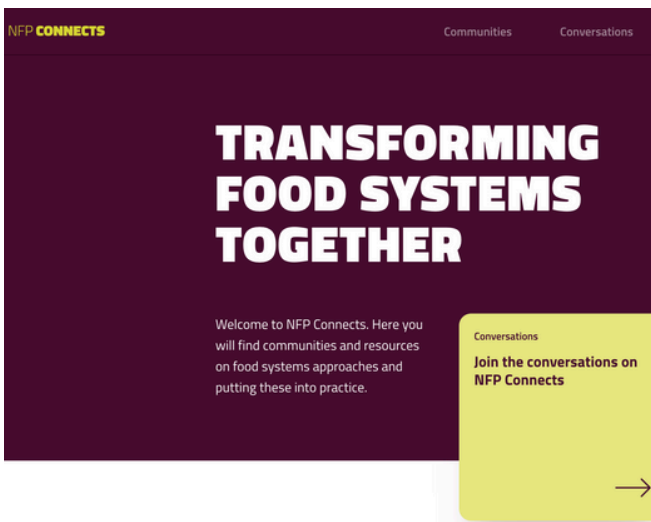 NFP CONNECTS
Communities
Conversations
TRANSFORMING
FOOD SYSTEMS
TOGETHER
Welcome to NFP Connects. Here you
will find communities and resources
on food systems approaches and
putting these into practice.
Conversations
Join the conversations on
NFP Connects